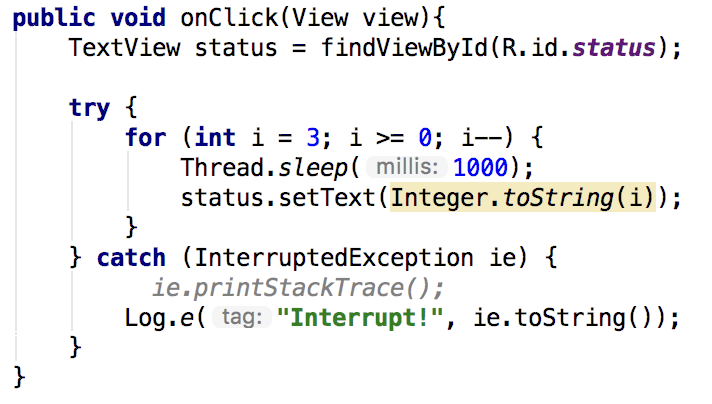 public void onClick(View view){
    TextView status = findViewById(R.id.status);

    try {
        for (int i = 3; i >= 0; i--) {
            Thread.sleep( millis: 1000);
            status.setText(Integer.toString(i));
        }
    } catch (InterruptedException ie) {
          ie.printStackTrace();
        Log.e( tag: "Interrupt!", ie.toString());
    }
}